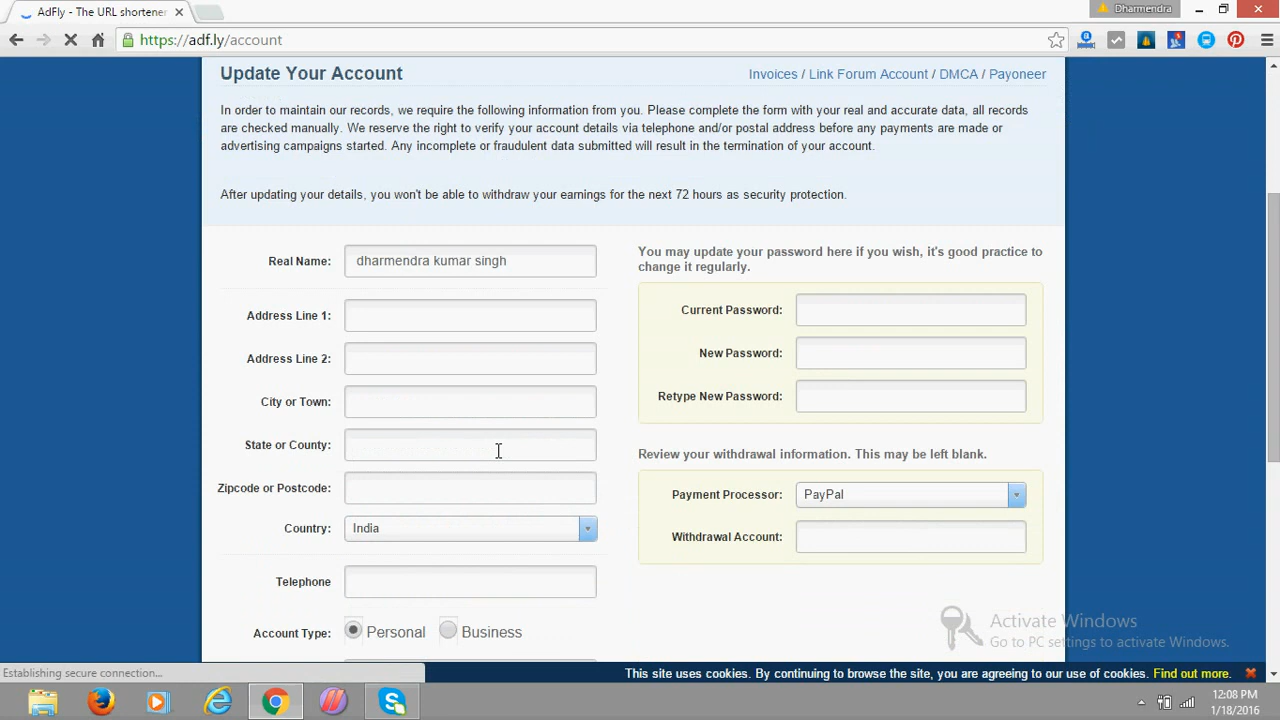 AdFly - The URL shortener
Dharmendra
https://adf.ly/account
Update Your Account
Invoices / Link Forum Account / DMCA / Payoneer
In order to maintain our records, we require the following information from you. Please complete the form with your real and accurate data, all records
are checked manually. We reserve the right to verify your account details via telephone and/or postal address before any payments are made or
advertising campaigns started. Any incomplete or fraudulent data submitted will result in the termination of your account.
After updating your details, you won't be able to withdraw your earnings for the next 72 hours as security protection.
Real Name: dharmendra kumar singh
Address Line 1:
Address Line 2:
City or Town:
State or County:
Zipcode or Postcode:
Country: India
Telephone
Account Type: Personal Business
You may update your password here if you wish, it's good practice to
change it regularly.
Current Password:
New Password:
Retype New Password:
Review your withdrawal information. This may be left blank.
Payment Processor: PayPal
Withdrawal Account:
Activate Windows
Go to PC settings to activate Windows.
Establishing secure connection...
This site uses cookies. By continuing to browse the site, you are agreeing to our use of cookies. Find out more.
12:08 PM
1/18/2016